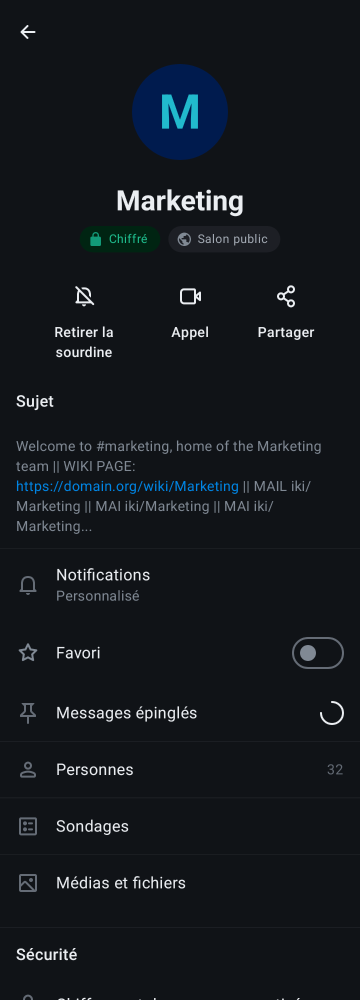 M
Marketing
Chiffré
Salon public
Retirer la
sourdine
Appel
Partager
Sujet
Welcome to #marketing, home of the Marketing
team || WIKI PAGE:
https://domain.org/wiki/Marketing || MAIL iki/
Marketing || MAI iki/Marketing || MAI iki/
Marketing...
Notifications
Personnalisé
Favori
Messages épinglés
Personnes
32
Sondages
Médias et fichiers
Sécurité